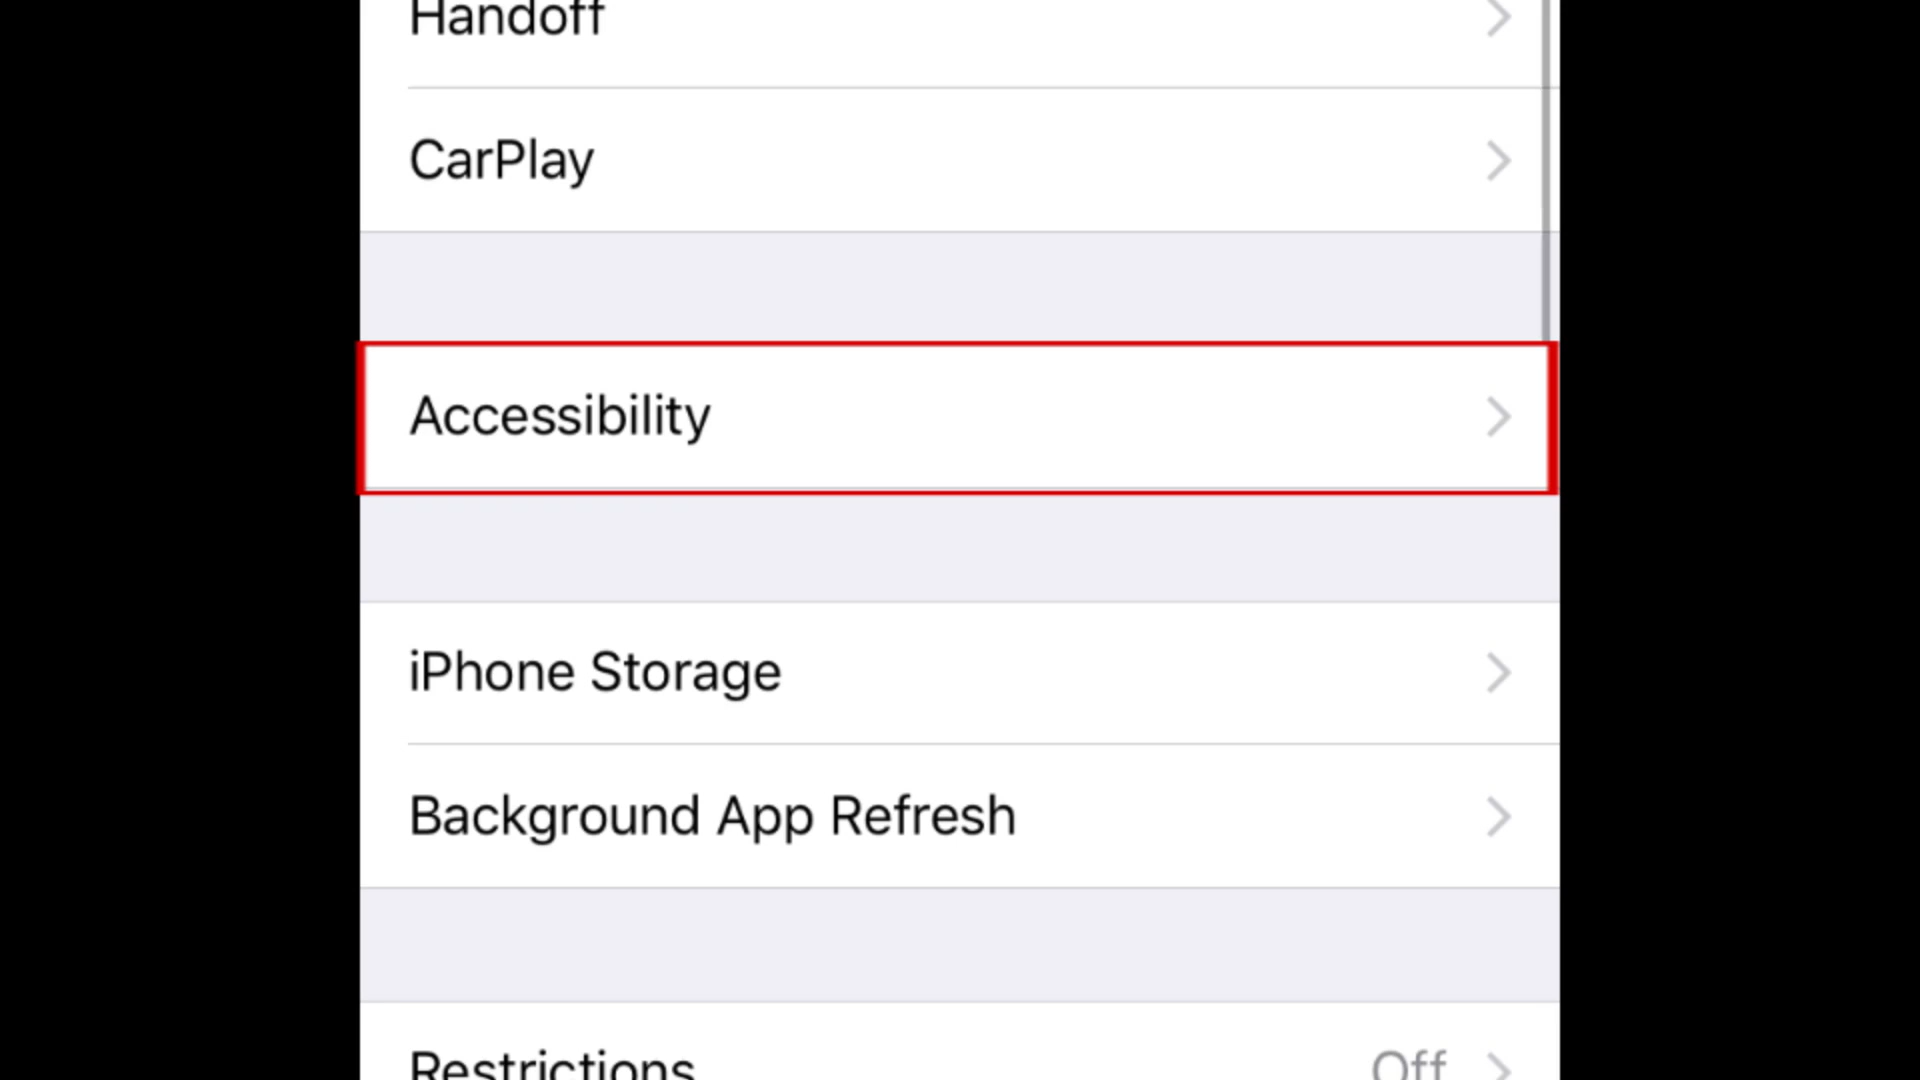 Handoff
CarPlay
Accessibility
iPhone Storage
Background App Refresh
Restrictions Off